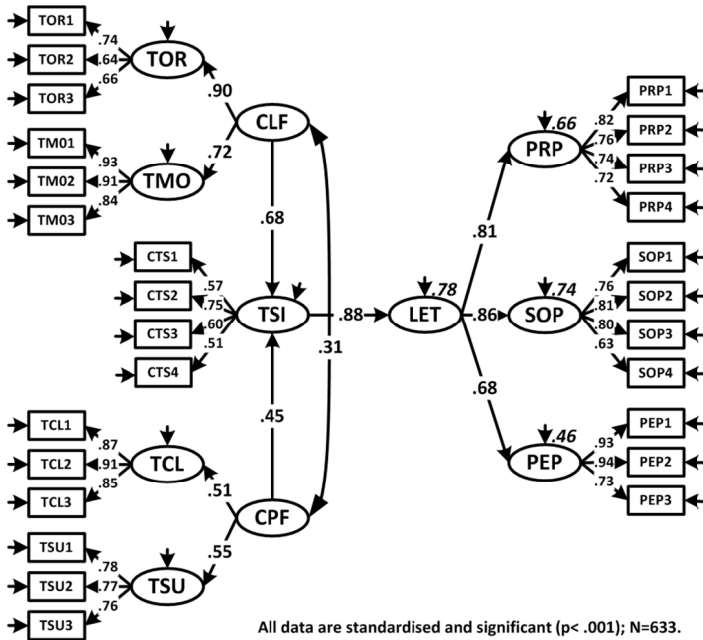 TOR1
.74
TOR2
.64
TOR3
.66
TOR
.90
TM01
.93
TM02
.91
TM03
.84
TMO
.72
CLF
.68
CTS1
.57
CTS2
.75
CTS3
.60
CTS4
.51
TSI
.88
.31
.45
TCL1
.87
TCL2
.91
TCL3
.85
TCL
.51
CPF
TSU1
.78
TSU2
.77
TSU3
.76
TSU
.55
LET
.78
.81
.86
.68
PRP
.66
.82
PRP1
.76
PRP2
.74
PRP3
.72
PRP4
SOP
.74
.76
SOP1
.81
SOP2
.80
SOP3
.63
SOP4
PEP
.46
.93
PEP1
.94
PEP2
.73
PEP3
All data are standardised and significant (p< .001); N=633.